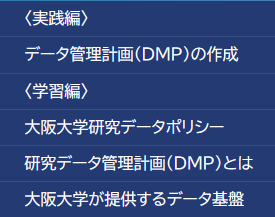 〈実践編〉
データ管理計画(DMP)の作成
〈学習編〉
大阪大学研究データポリシー
研究データ管理計画(DMP)とは
大阪大学が提供するデータ基盤